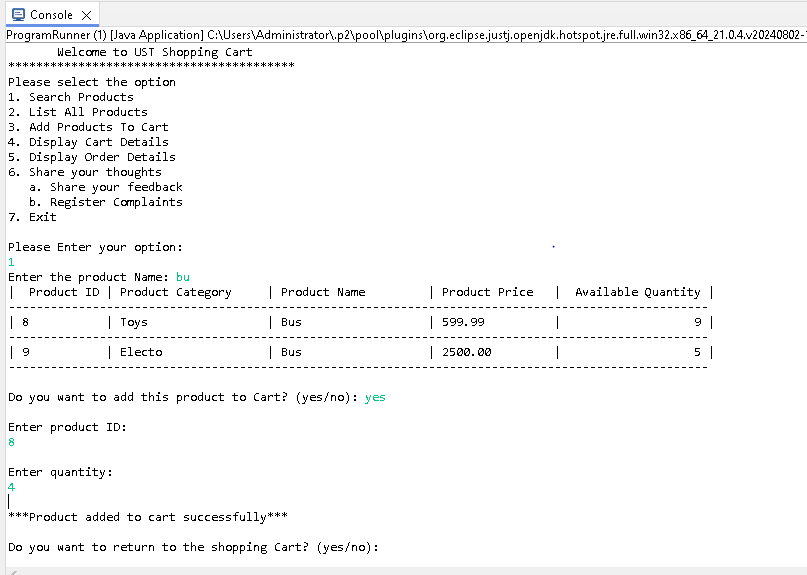 Console
ProgramRunner (1) [Java Application] C:\Users\Administrator\.p2\pool\plugins\org.eclipse.justj.openjdk.hotspot.jre.full.win32.x86_64_21.0.4.v20240802-
Welcome to UST Shopping Cart
*****************************************
Please select the option
1. Search Products
2. List All Products
3. Add Products To Cart
4. Display Cart Details
5. Display Order Details
6. Share your thoughts
a. Share your feedback
b. Register Complaints
7. Exit
Please Enter your option:
1
Enter the product Name: bu
| Product ID | Product Category | Product Name | Product Price | Available Quantity |
----------------------------------------------------------------------------------------------------
| 8 | Toys | Bus | 599.99 | 9 |
----------------------------------------------------------------------------------------------------
| 9 | Electo | Bus | 2500.00 | 5 |
----------------------------------------------------------------------------------------------------
Do you want to add this product to Cart? (yes/no): yes
Enter product ID:
8
Enter quantity:
4
***Product added to cart successfully***
Do you want to return to the shopping Cart? (yes/no):